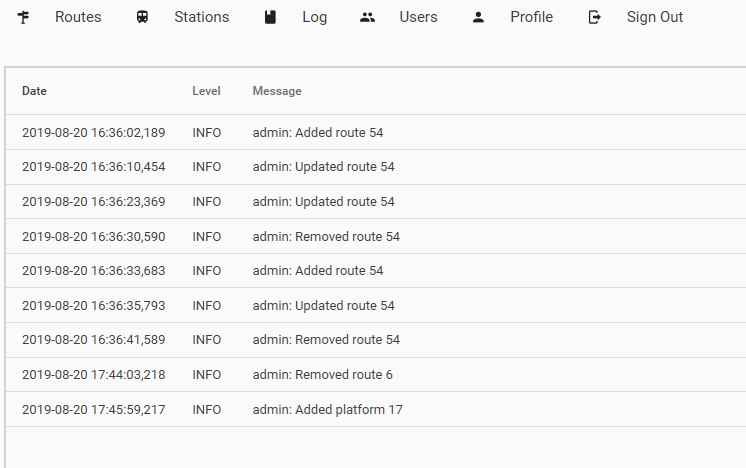 Routes Stations Log Users Profile Sign Out
Date Level Message
2019-08-20 16:36:02,189 INFO admin: Added route 54
2019-08-20 16:36:10,454 INFO admin: Updated route 54
2019-08-20 16:36:23,369 INFO admin: Updated route 54
2019-08-20 16:36:30,590 INFO admin: Removed route 54
2019-08-20 16:36:33,683 INFO admin: Added route 54
2019-08-20 16:36:35,793 INFO admin: Updated route 54
2019-08-20 16:36:41,589 INFO admin: Removed route 54
2019-08-20 17:44:03,218 INFO admin: Removed route 6
2019-08-20 17:45:59,217 INFO admin: Added platform 17